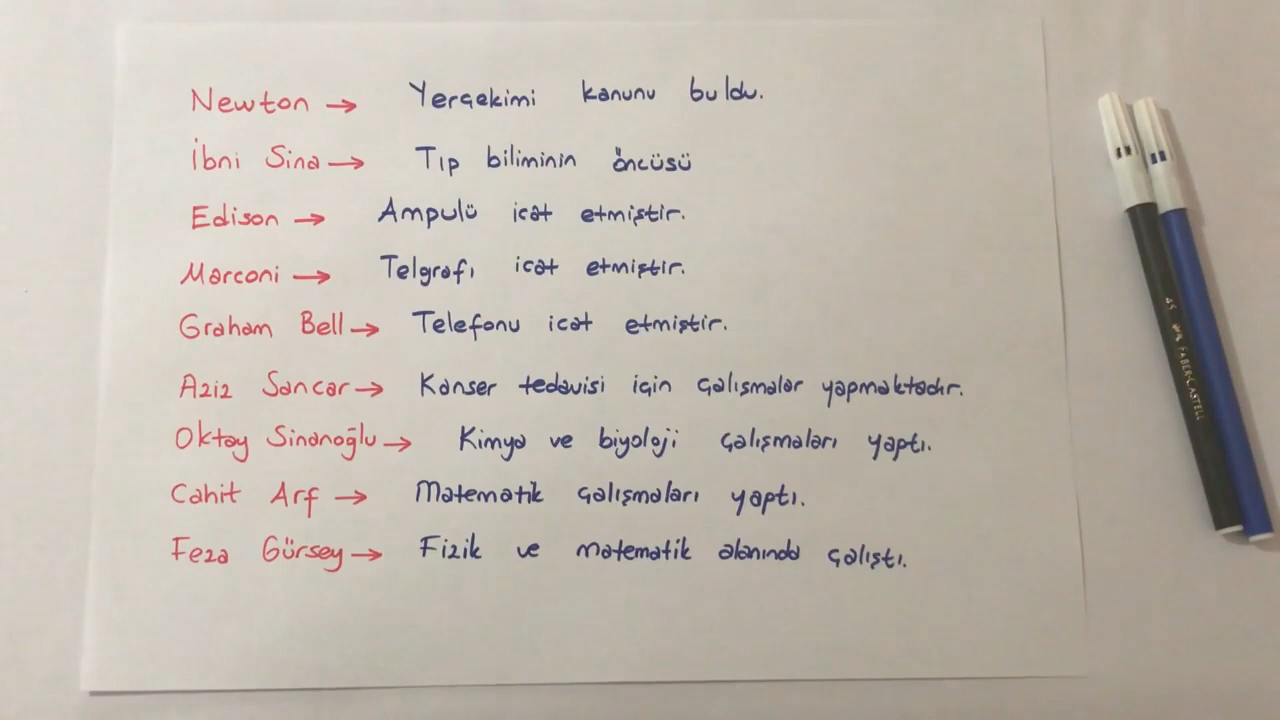 Newton → Yerçekimi kanunu buldu.
İbni Sina → Tıp biliminin öncüsü
Edison → Ampulü icat etmiştir.
Marconi → Telgrafı icat etmiştir.
Graham Bell → Telefonu icat etmiştir.
Aziz Sancar → Kanser tedavisi için çalışmalar yapmaktadır.
Oktay Sinanoğlu → Kimya ve biyoloji çalışmaları yaptı.
Cahit Arf → Matematik çalışmaları yaptı.
Feza Gürsey → Fizik ve matematik alanında çalıştı.
FABER-CASTELL